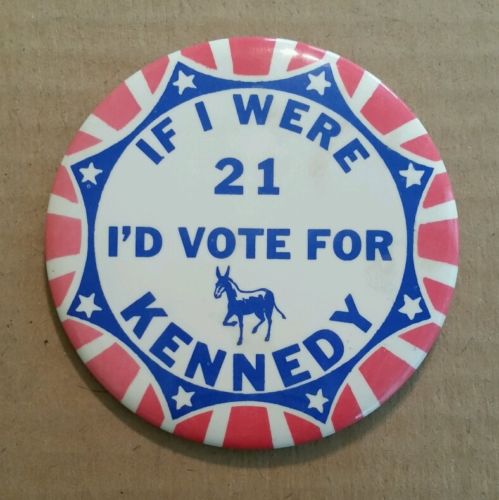 IF I WERE
21
I'D VOTE FOR
KENNEDY